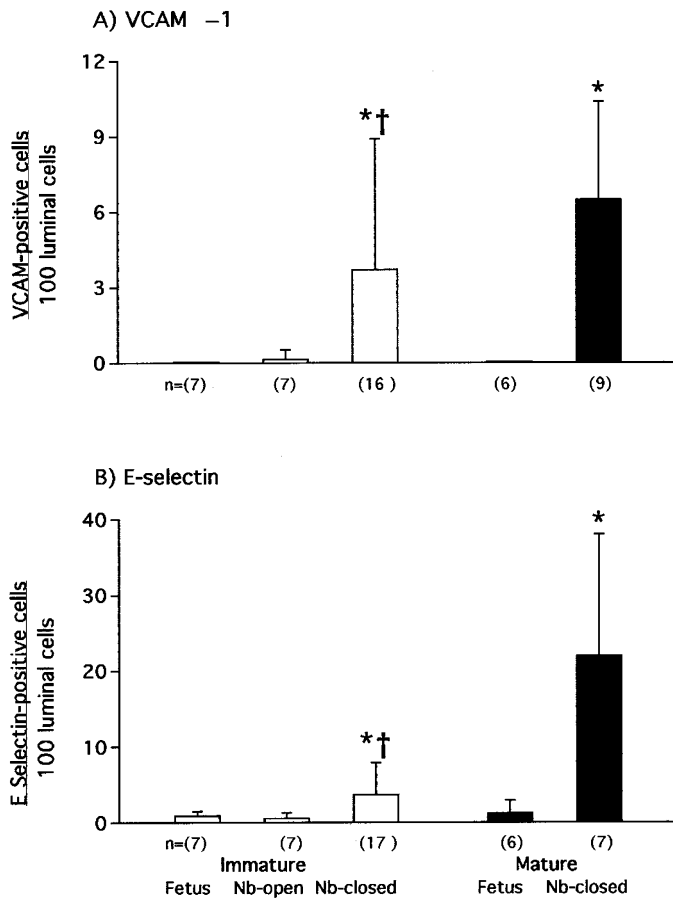 A) VCAM –1
12
9
6
3
0
VCAM-positive cells
100 luminal cells
*†
*
n=(7) (7) (16 ) (6) (9)
B) E-selectin
40
30
20
10
0
E Selectin-positive cells
100 luminal cells
*†
*
n=(7) (7) (17 ) (6) (7)
Immature Mature
Fetus Nb-open Nb-closed Fetus Nb-closed